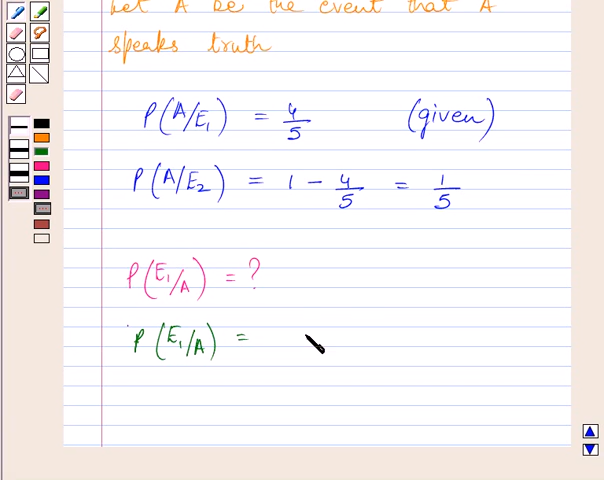 Let A be the event that A
speaks truth
P(A/E₁) = 4/5 (given)
P(A/E₂) = 1 - 4/5 = 1/5
P(E₁/A) = ?
P(E₁/A) =